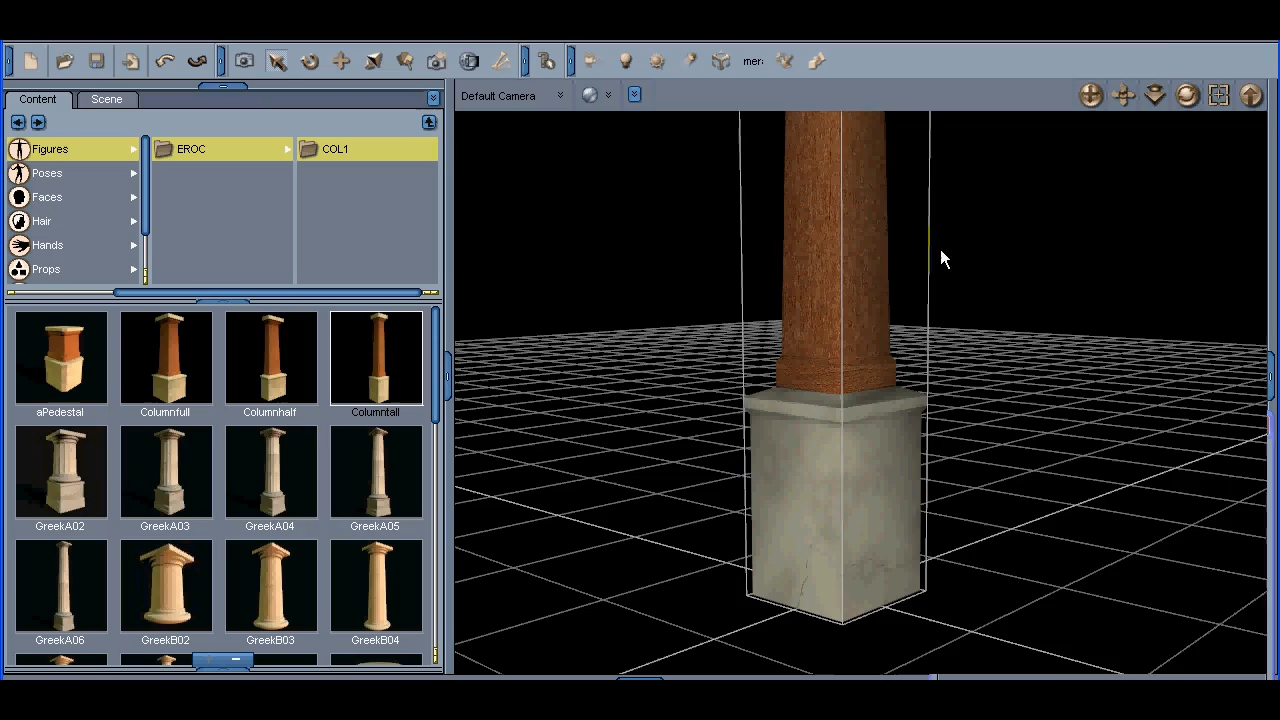 mer:
Content Scene
Default Camera
Figures EROC COL1
Poses
Faces
Hair
Hands
Props
aPedestal Columnfull Columnhalf Columntall
GreekA02 GreekA03 GreekA04 GreekA05
GreekA06 GreekB02 GreekB03 GreekB04